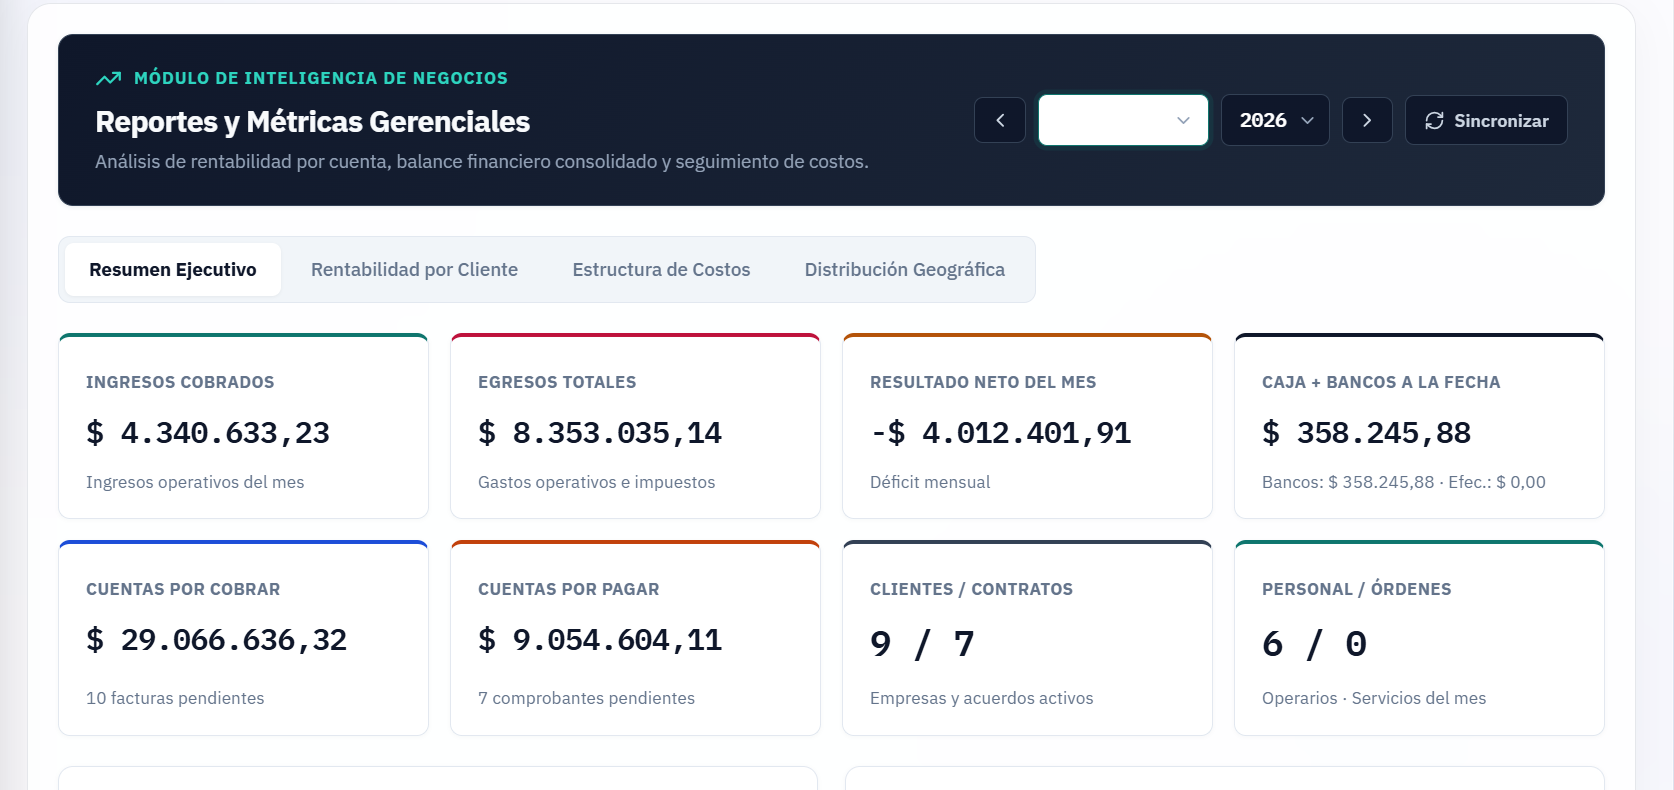 MÓDULO DE INTELIGENCIA DE NEGOCIOS
Reportes y Métricas Gerenciales
Análisis de rentabilidad por cuenta, balance financiero consolidado y seguimiento de costos.
2026
Sincronizar
Resumen Ejecutivo
Rentabilidad por Cliente
Estructura de Costos
Distribución Geográfica
INGRESOS COBRADOS
$ 4.340.633,23
Ingresos operativos del mes
EGRESOS TOTALES
$ 8.353.035,14
Gastos operativos e impuestos
RESULTADO NETO DEL MES
-$ 4.012.401,91
Déficit mensual
CAJA + BANCOS A LA FECHA
$ 358.245,88
Bancos: $ 358.245,88 · Efec.: $ 0,00
CUENTAS POR COBRAR
$ 29.066.636,32
10 facturas pendientes
CUENTAS POR PAGAR
$ 9.054.604,11
7 comprobantes pendientes
CLIENTES / CONTRATOS
9 / 7
Empresas y acuerdos activos
PERSONAL / ÓRDENES
6 / 0
Operarios · Servicios del mes